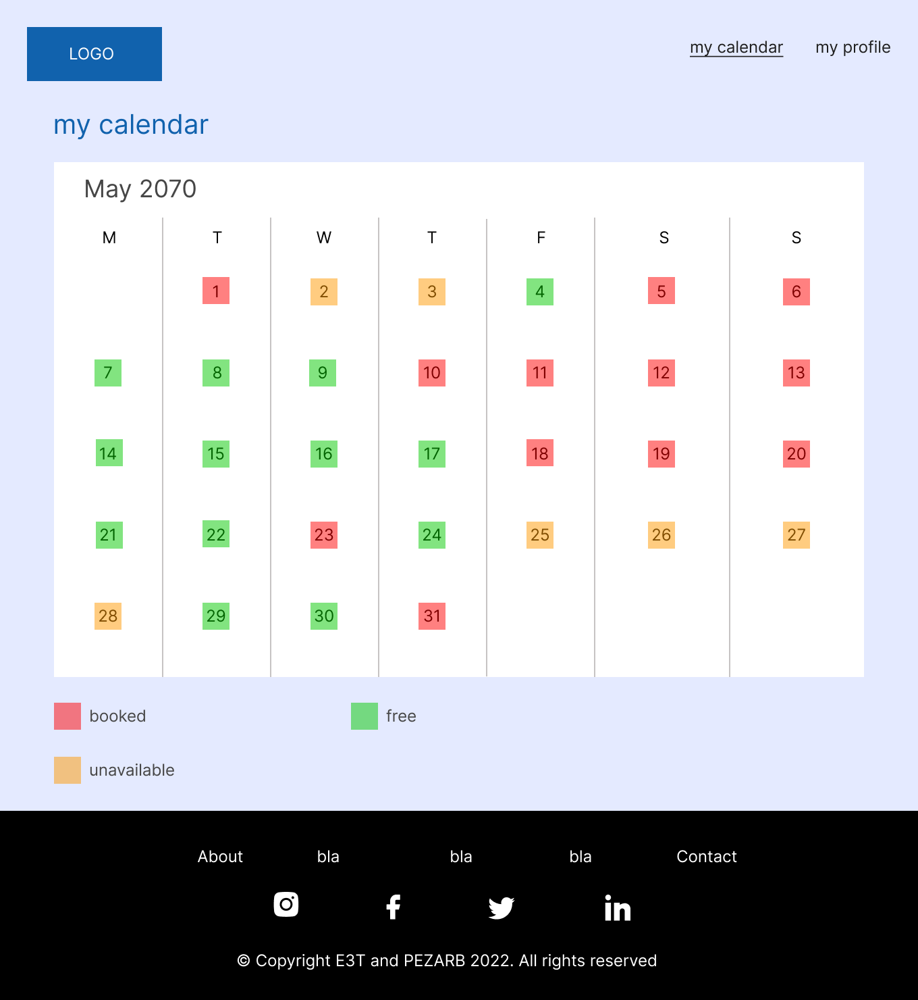 LOGO
my calendar my profile
my calendar
May 2070
M T W T F S S
1 2 3 4 5 6
7 8 9 10 11 12 13
14 15 16 17 18 19 20
21 22 23 24 25 26 27
28 29 30 31
booked free
unavailable
About bla bla bla Contact
© Copyright E3T and PEZARB 2022. All rights reserved